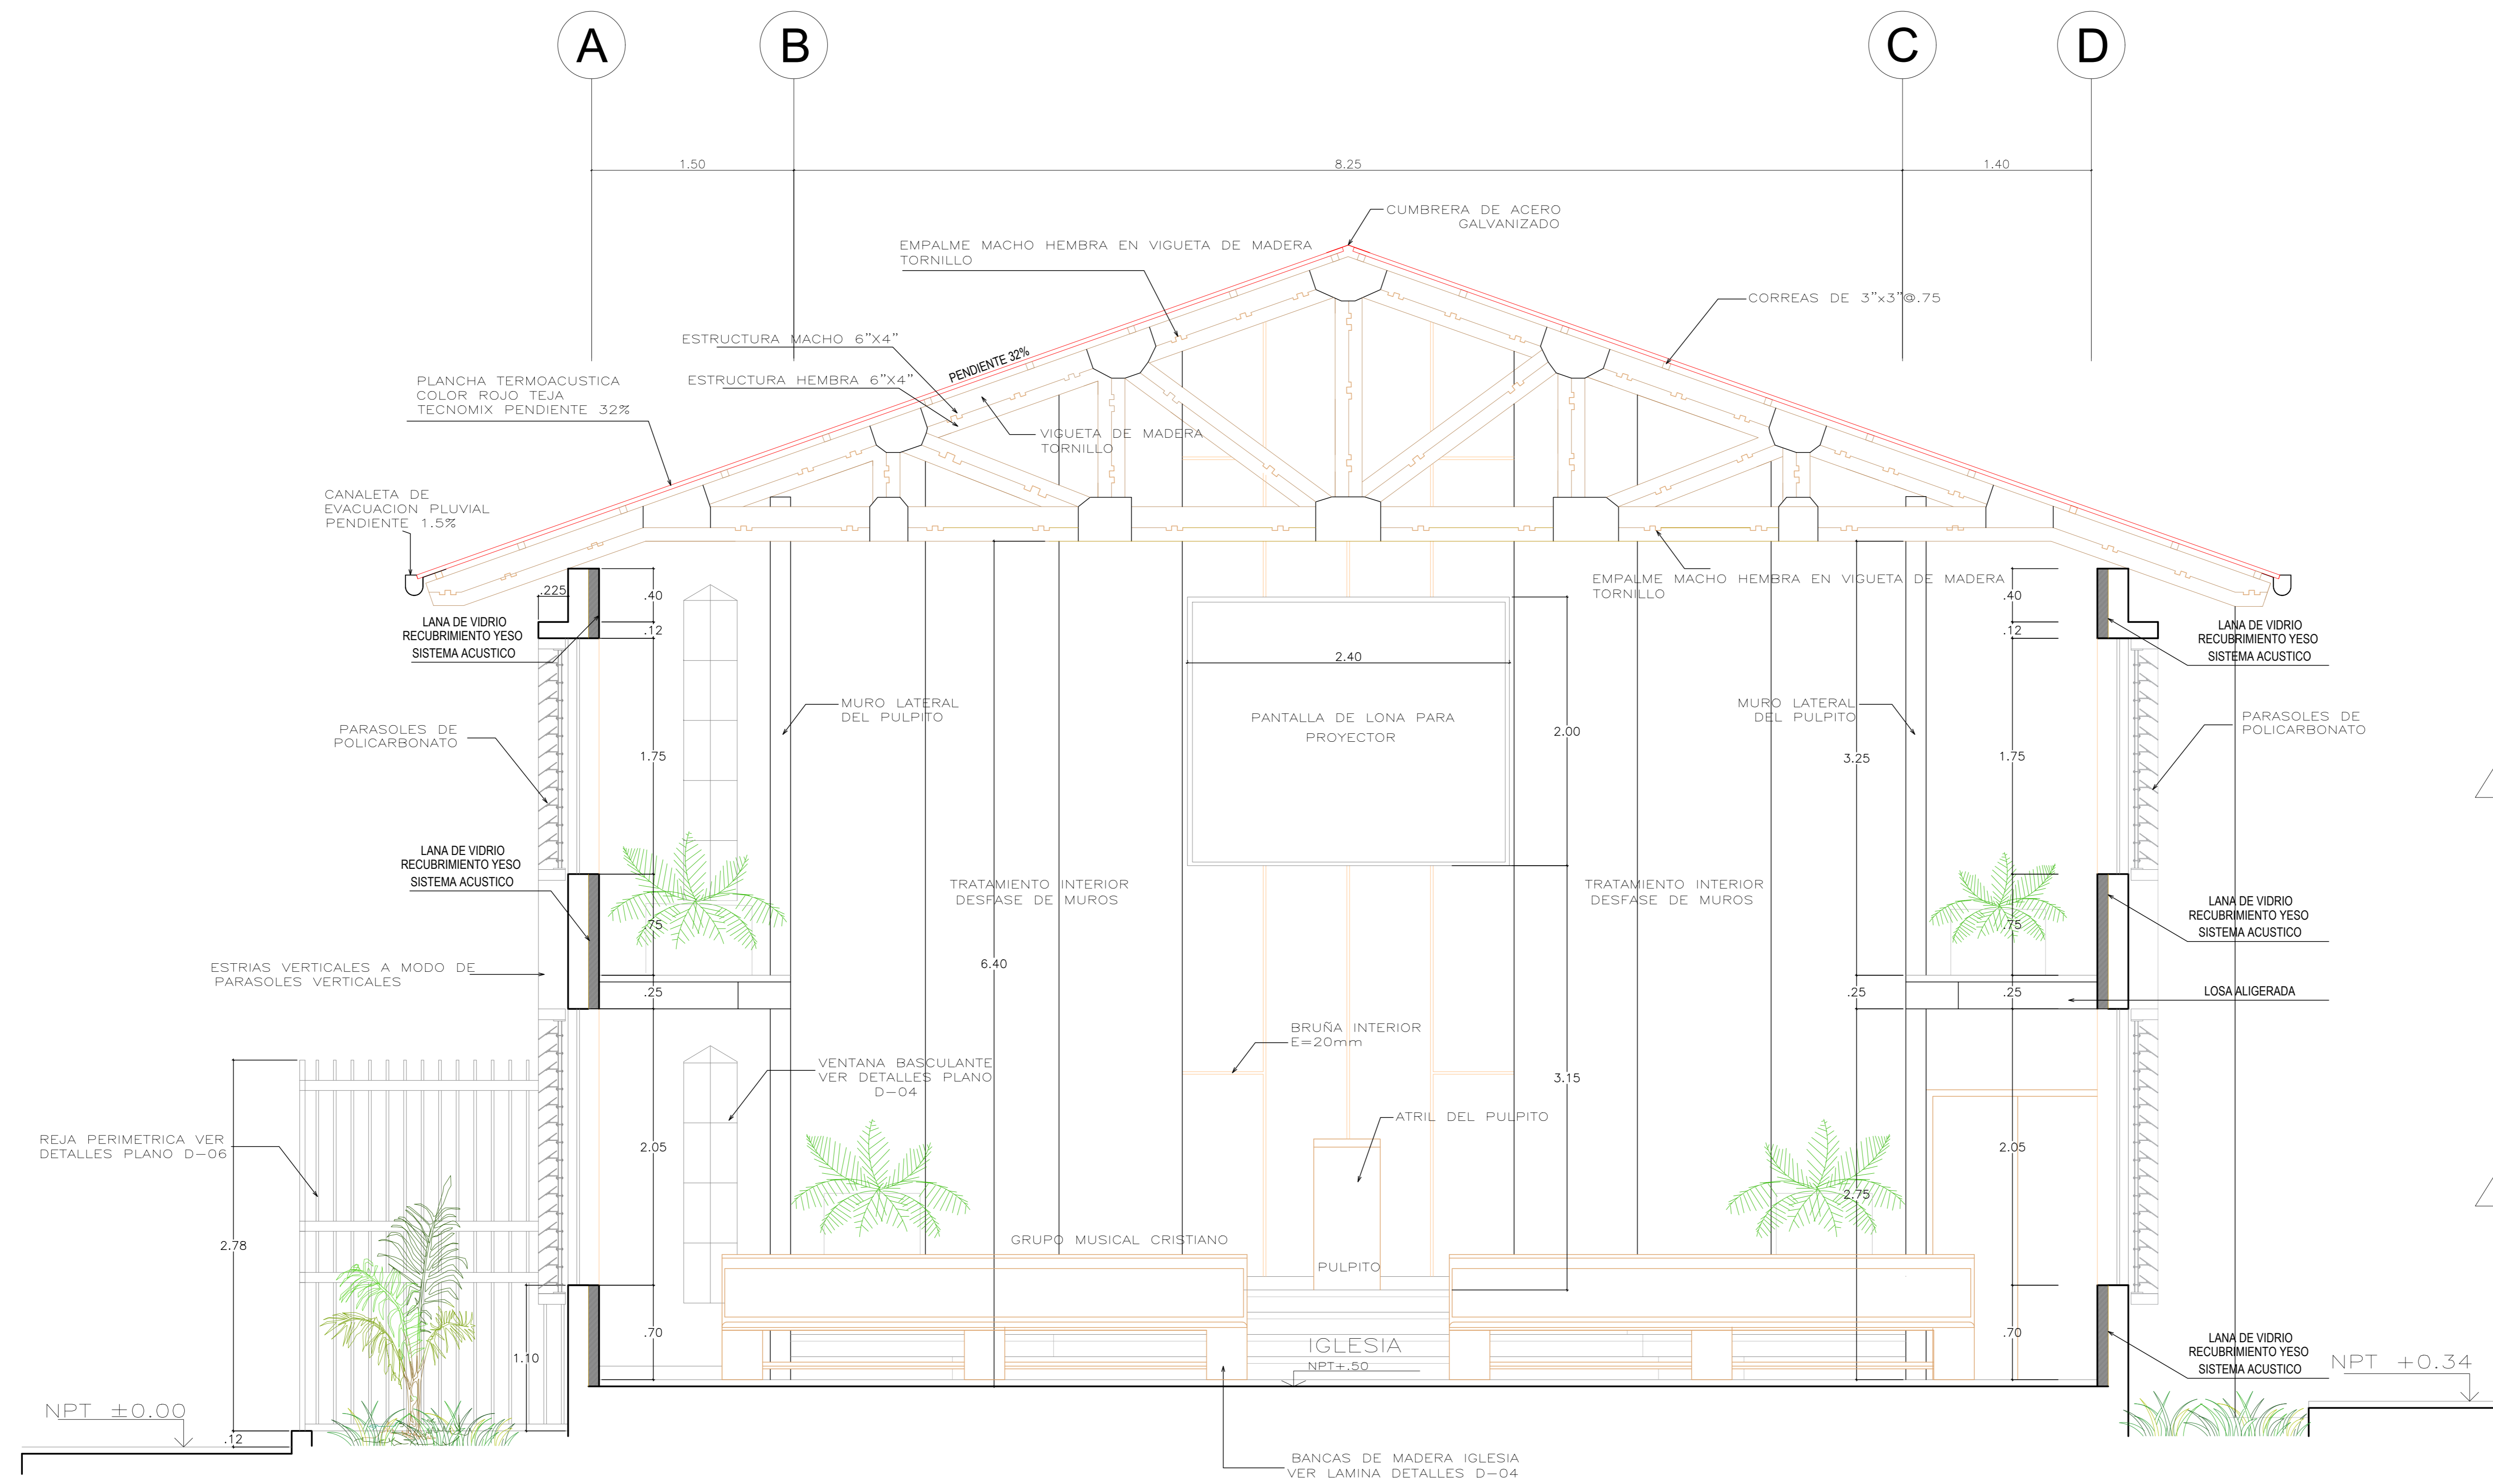 A
B
C
D
1.50
8.25
1.40
CUMBRERA DE ACERO
GALVANIZADO
EMPALME MACHO HEMBRA EN VIGUETA DE MADERA
TORNILLO
CORREAS DE 3"x3"@.75
ESTRUCTURA MACHO 6"X4"
PENDIENTE 32%
ESTRUCTURA HEMBRA 6"X4"
PLANCHA TERMOACUSTICA
COLOR ROJO TEJA
TECNOMIX PENDIENTE 32%
VIGUETA DE MADERA
TORNILLO
CANALETA DE
EVACUACION PLUVIAL
PENDIENTE 1.5%
EMPALME MACHO HEMBRA EN VIGUETA DE MADERA
TORNILLO
.225
.40
.12
LANA DE VIDRIO
RECUBRIMIENTO YESO
SISTEMA ACUSTICO
.40
.12
LANA DE VIDRIO
RECUBRIMIENTO YESO
SISTEMA ACUSTICO
2.40
MURO LATERAL
DEL PULPITO
PANTALLA DE LONA PARA
PROYECTOR
2.00
MURO LATERAL
DEL PULPITO
PARASOLES DE
POLICARBONATO
PARASOLES DE
POLICARBONATO
1.75
3.25
1.75
LANA DE VIDRIO
RECUBRIMIENTO YESO
SISTEMA ACUSTICO
TRATAMIENTO INTERIOR
DESFASE DE MUROS
TRATAMIENTO INTERIOR
DESFASE DE MUROS
.75
.75
LANA DE VIDRIO
RECUBRIMIENTO YESO
SISTEMA ACUSTICO
ESTRIAS VERTICALES A MODO DE
PARASOLES VERTICALES
6.40
.25
.25
.25
LOSA ALIGERADA
BRUÑA INTERIOR
E=20mm
VENTANA BASCULANTE
VER DETALLES PLANO
D-04
3.15
ATRIL DEL PULPITO
REJA PERIMETRICA VER
DETALLES PLANO D-06
2.05
2.05
2.75
2.78
GRUPO MUSICAL CRISTIANO
PULPITO
.70
1.10
IGLESIA
NPT+.50
.70
LANA DE VIDRIO
RECUBRIMIENTO YESO
SISTEMA ACUSTICO
NPT +0.34
NPT ±0.00
.12
BANCAS DE MADERA IGLESIA
VER LAMINA DETALLES D-04